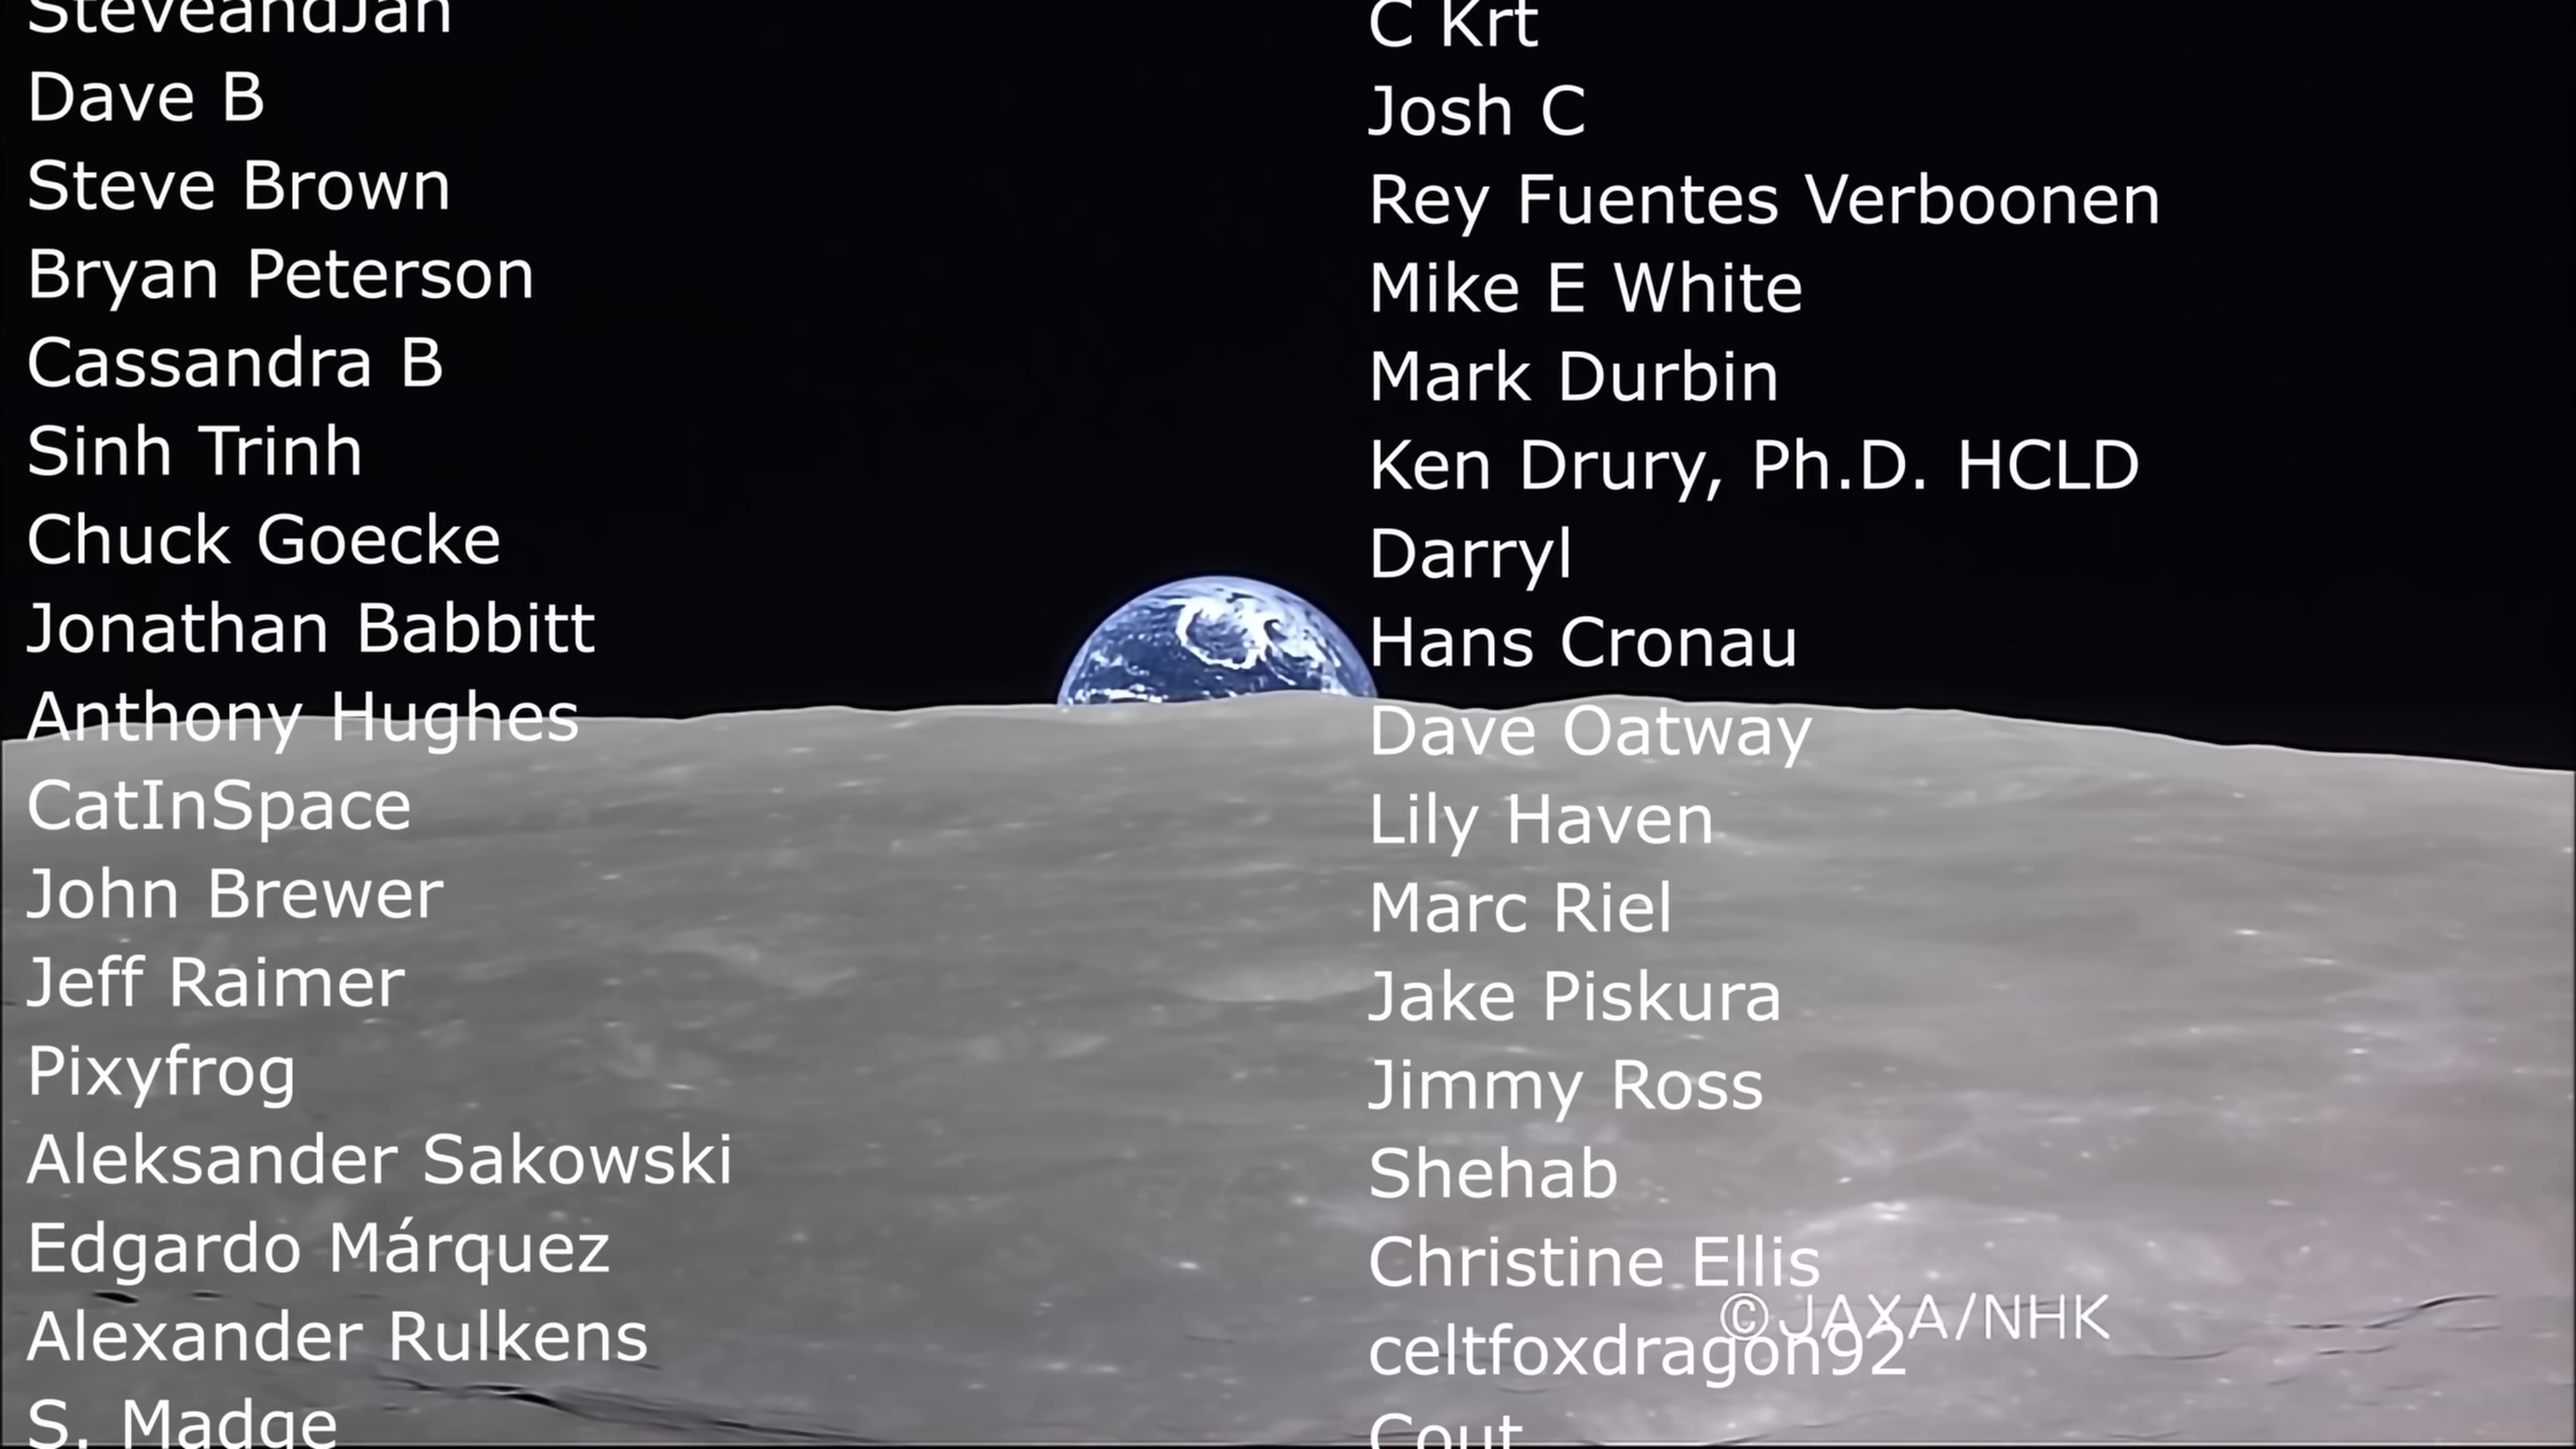 SteveandJan
Dave B
Steve Brown
Bryan Peterson
Cassandra B
Sinh Trinh
Chuck Goecke
Jonathan Babbitt
Anthony Hughes
CatInSpace
John Brewer
Jeff Raimer
Pixyfrog
Aleksander Sakowski
Edgardo Márquez
Alexander Rulkens
S. Madge
C Krt
Josh C
Rey Fuentes Verboonen
Mike E White
Mark Durbin
Ken Drury, Ph.D. HCLD
Darryl
Hans Cronau
Dave Oatway
Lily Haven
Marc Riel
Jake Piskura
Jimmy Ross
Shehab
Christine Ellis
©JAXA/NHK
celtfoxdragon92
Cout